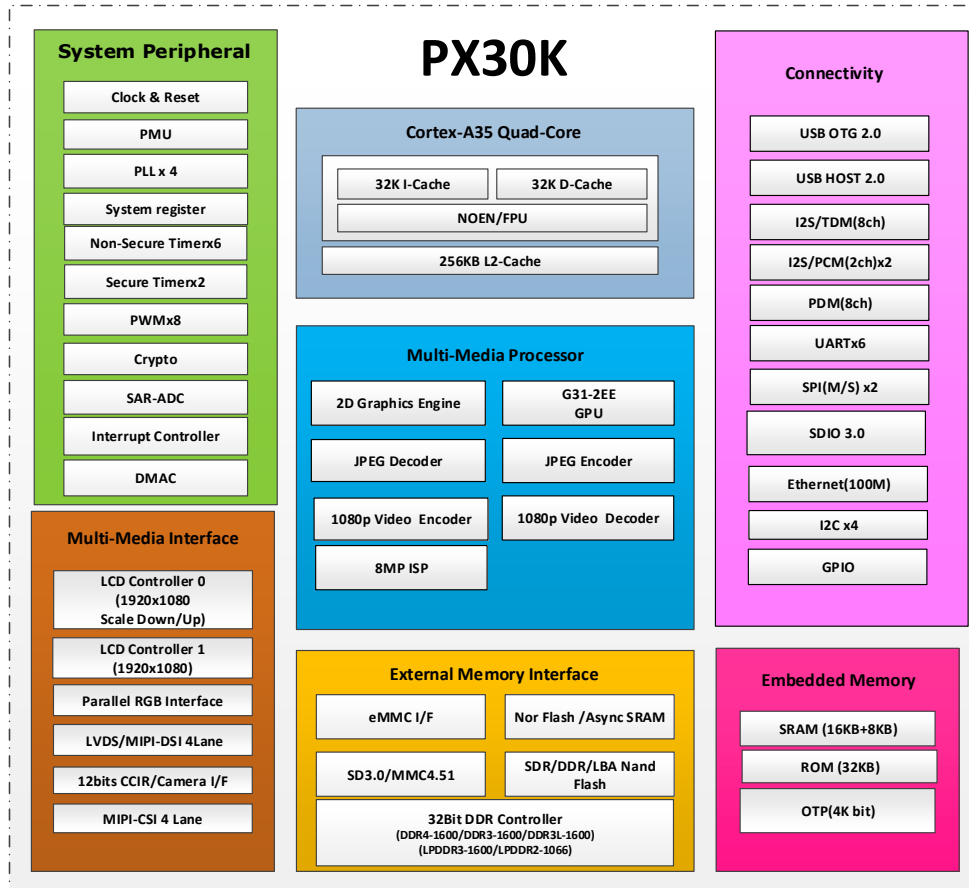 PX30K
System Peripheral
Clock & Reset
PMU
PLL x 4
System register
Non-Secure Timerx6
Secure Timerx2
PWMx8
Crypto
SAR-ADC
Interrupt Controller
DMAC
Multi-Media Interface
LCD Controller 0
(1920x1080
Scale Down/Up)
LCD Controller 1
(1920x1080)
Parallel RGB Interface
LVDS/MIPI-DSI 4Lane
12bits CCIR/Camera I/F
MIPI-CSI 4 Lane
Cortex-A35 Quad-Core
32K I-Cache
32K D-Cache
NOEN/FPU
256KB L2-Cache
Multi-Media Processor
2D Graphics Engine
G31-2EE
GPU
JPEG Decoder
JPEG Encoder
1080p Video Encoder
1080p Video Decoder
8MP ISP
External Memory Interface
eMMC I/F
Nor Flash /Async SRAM
SD3.0/MMC4.51
SDR/DDR/LBA Nand
Flash
32Bit DDR Controller
(DDR4-1600/DDR3-1600/DDR3L-1600)
(LPDDR3-1600/LPDDR2-1066)
Connectivity
USB OTG 2.0
USB HOST 2.0
I2S/TDM(8ch)
I2S/PCM(2ch)x2
PDM(8ch)
UARTx6
SPI(M/S) x2
SDIO 3.0
Ethernet(100M)
I2C x4
GPIO
Embedded Memory
SRAM (16KB+8KB)
ROM (32KB)
OTP(4K bit)